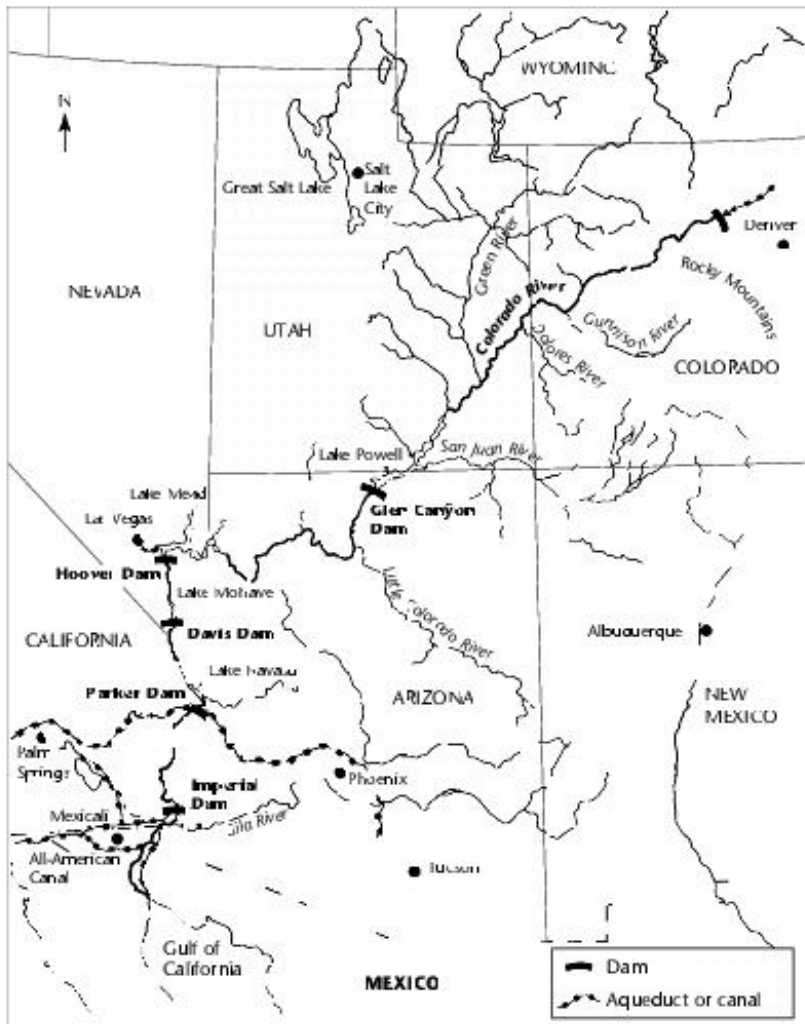 WYOMING
N
Salt
Lake
City
Great Salt Lake
Denver
Green River
Rocky Mountains
NEVADA
Colorado River
UTAH
Gunnison River
Dolores River
COLORADO
Lake Powell
San Juan River
Lake Mead
Glen Canyon
Dam
Las Vegas
Hoover Dam
Lake Mohave
Little Colorado River
Davis Dam
CALIFORNIA
Albuquerque
Lake Havasu
Parker Dam
ARIZONA
NEW
MEXICO
Palm
Springs
Phoenix
Imperial
Dam
Mexicali
Gila River
All-American
Canal
Tucson
Gulf of
California
MEXICO
Dam
Aqueduct or canal